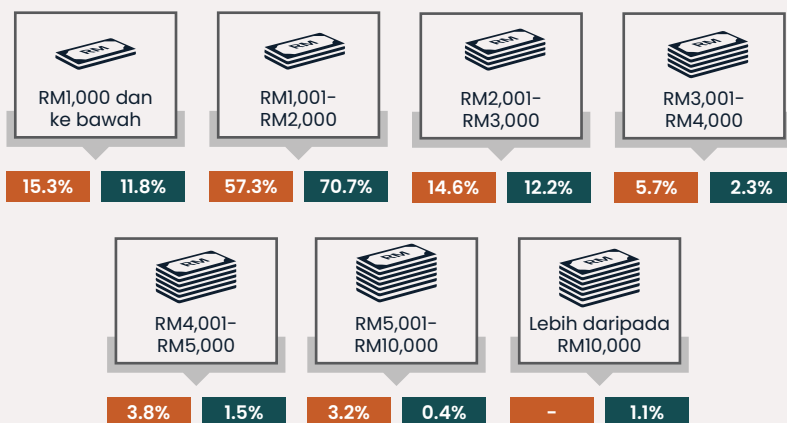 RM
RM1,000 dan
ke bawah
15.3% 11.8%
RM
RM1,001-
RM2,000
57.3% 70.7%
RM
RM2,001-
RM3,000
14.6% 12.2%
RM
RM3,001-
RM4,000
5.7% 2.3%
RM
RM4,001-
RM5,000
3.8% 1.5%
RM
RM5,001-
RM10,000
3.2% 0.4%
RM
Lebih daripada
RM10,000
- 1.1%